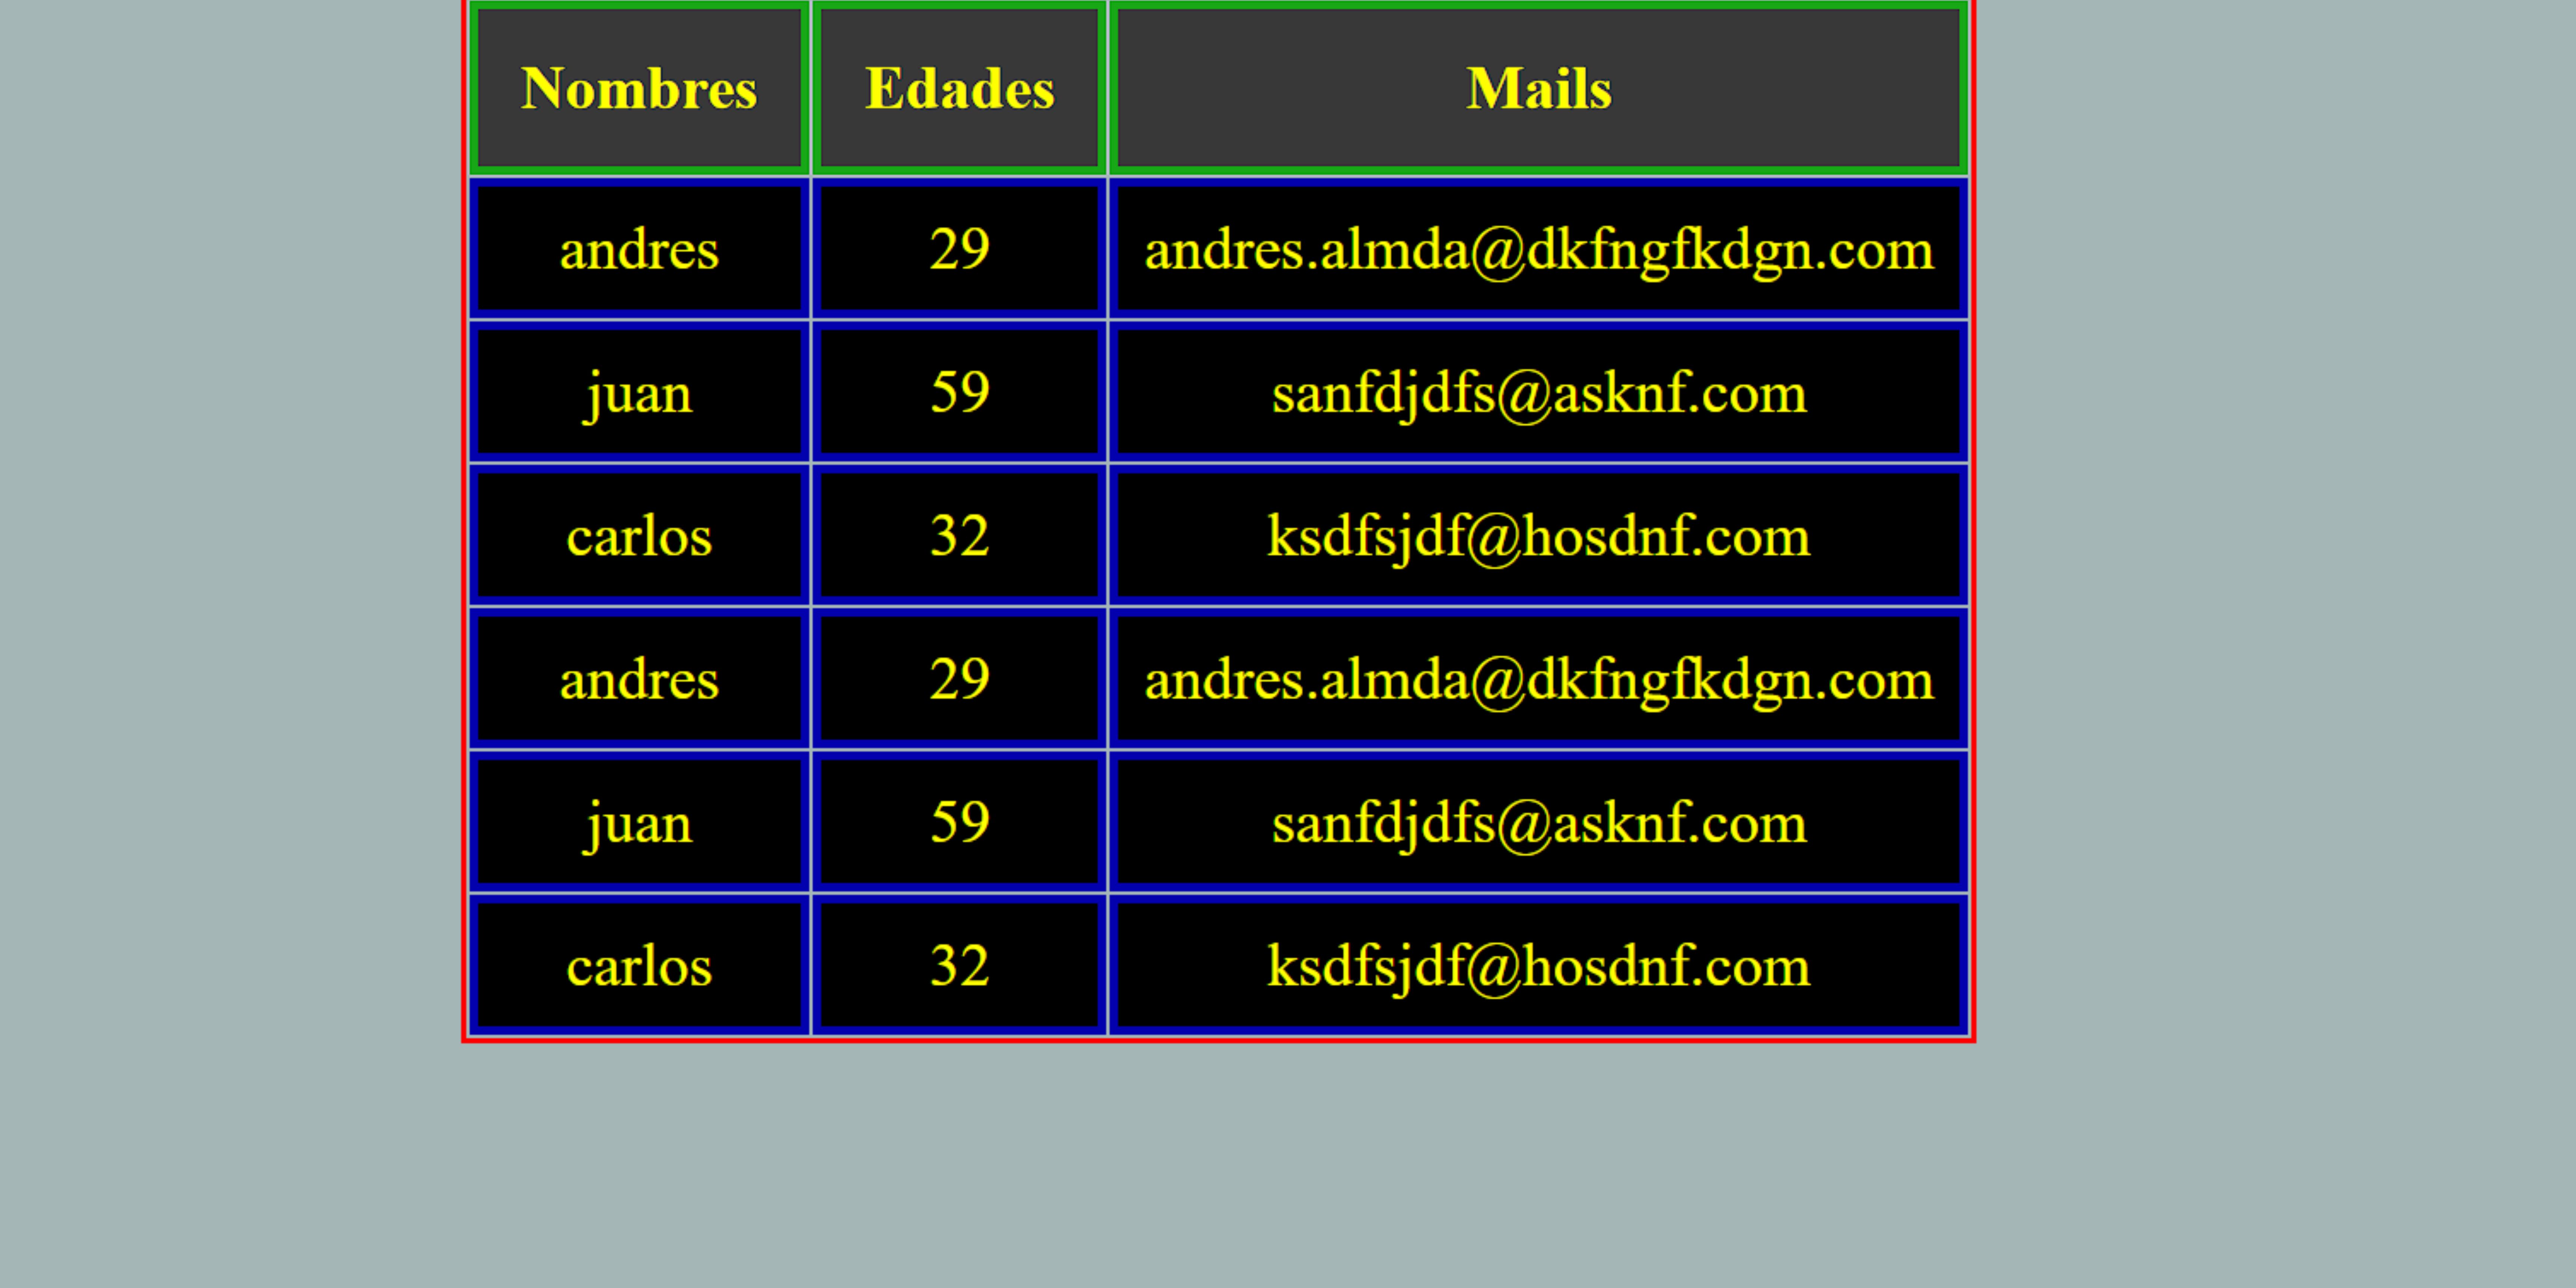 Nombres Edades Mails
andres 29 andres.almda@dkfngfkdgn.com
juan 59 sanfdjdfs@asknf.com
carlos 32 ksdfsjdf@hosdnf.com
andres 29 andres.almda@dkfngfkdgn.com
juan 59 sanfdjdfs@asknf.com
carlos 32 ksdfsjdf@hosdnf.com